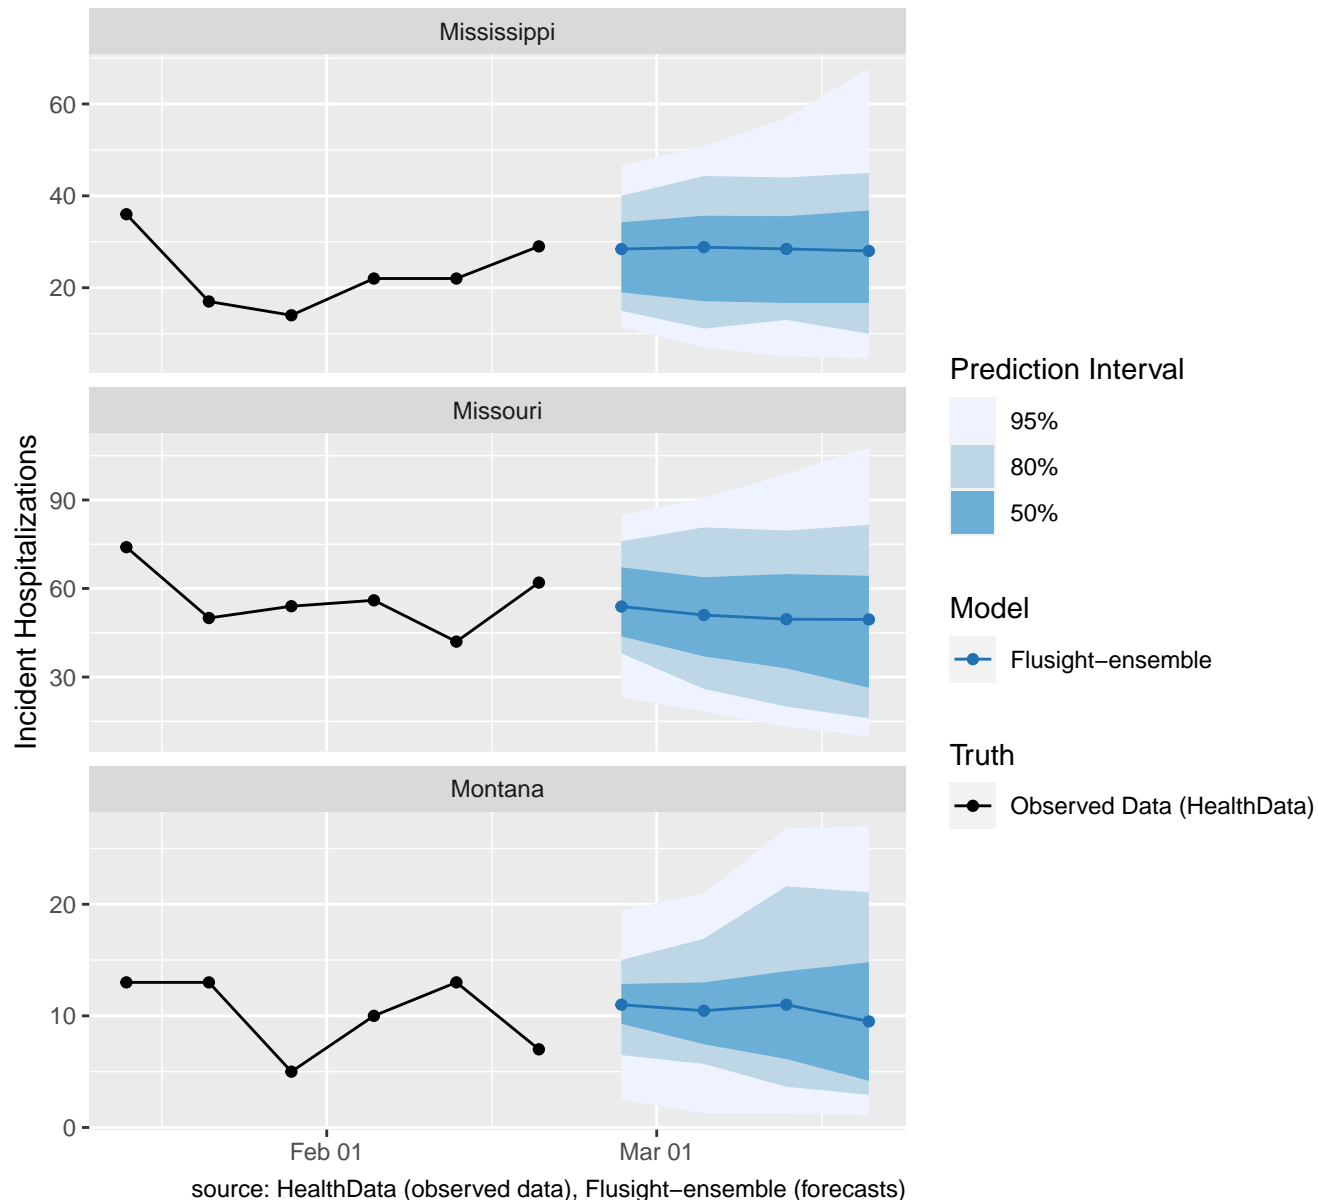 Mississippi
60
40
20
Missouri
90
60
30
Montana
20
10
0
Feb 01
Mar 01
Incident Hospitalizations
source: HealthData (observed data), Flusight−ensemble (forecasts)
Prediction Interval
95%
80%
50%
Model
Flusight−ensemble
Truth
Observed Data (HealthData)